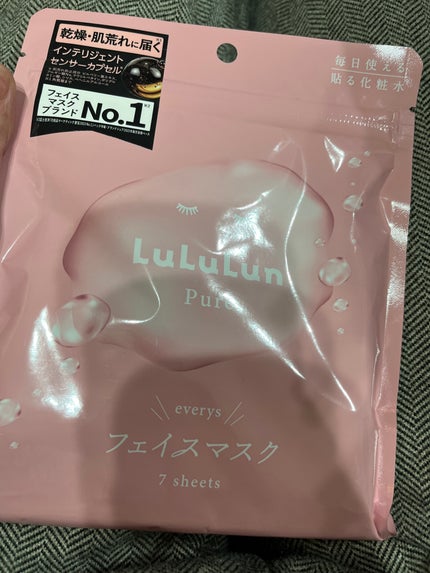 乾燥・肌荒れに届く
インテリジェント
センサーカプセル
フェイス
マスク
ブランド
No.1
毎日使える
貼る化粧水
LuLuLun
Pure
everys
フェイスマスク
7 sheets